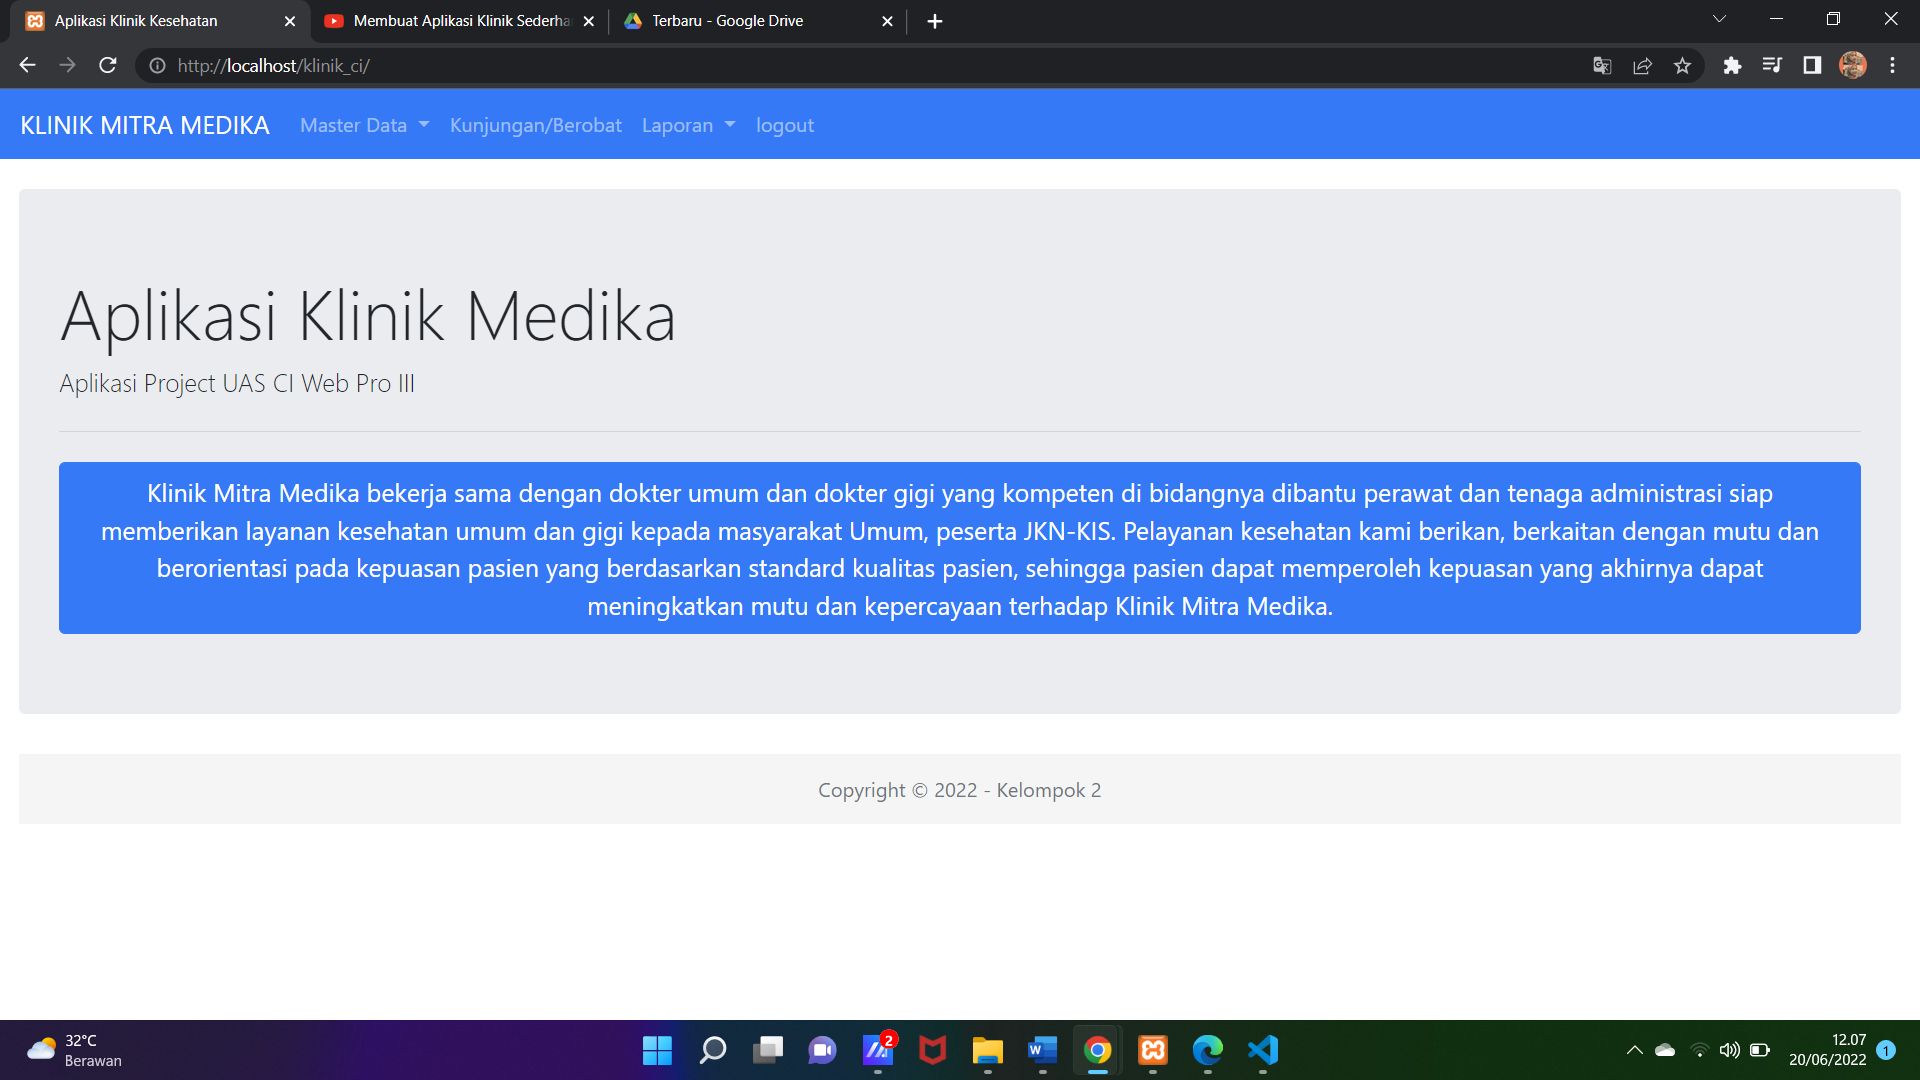 Aplikasi Klinik Kesehatan
Membuat Aplikasi Klinik Sederha
Terbaru - Google Drive
http://localhost/klinik_ci/
KLINIK MITRA MEDIKA Master Data Kunjungan/Berobat Laporan logout
Aplikasi Klinik Medika
Aplikasi Project UAS CI Web Pro III
Klinik Mitra Medika bekerja sama dengan dokter umum dan dokter gigi yang kompeten di bidangnya dibantu perawat dan tenaga administrasi siap
memberikan layanan kesehatan umum dan gigi kepada masyarakat Umum, peserta JKN-KIS. Pelayanan kesehatan kami berikan, berkaitan dengan mutu dan
berorientasi pada kepuasan pasien yang berdasarkan standard kualitas pasien, sehingga pasien dapat memperoleh kepuasan yang akhirnya dapat
meningkatkan mutu dan kepercayaan terhadap Klinik Mitra Medika.
Copyright © 2022 - Kelompok 2
32°C
Berawan
2
12.07
20/06/2022
1